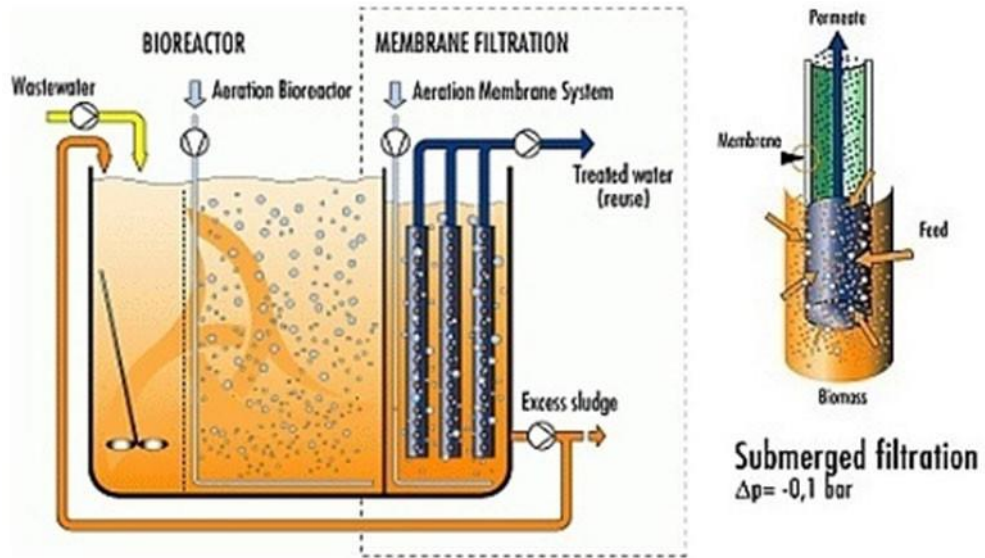 BIOREACTOR
MEMBRANE FILTRATION
Wastewater
Aeration Bioreactor
Aeration Membrane System
Treated water
(reuse)
Excess sludge
Permeate
Membrane
Feed
Biomass
Submerged filtration
Δp= -0,1 bar